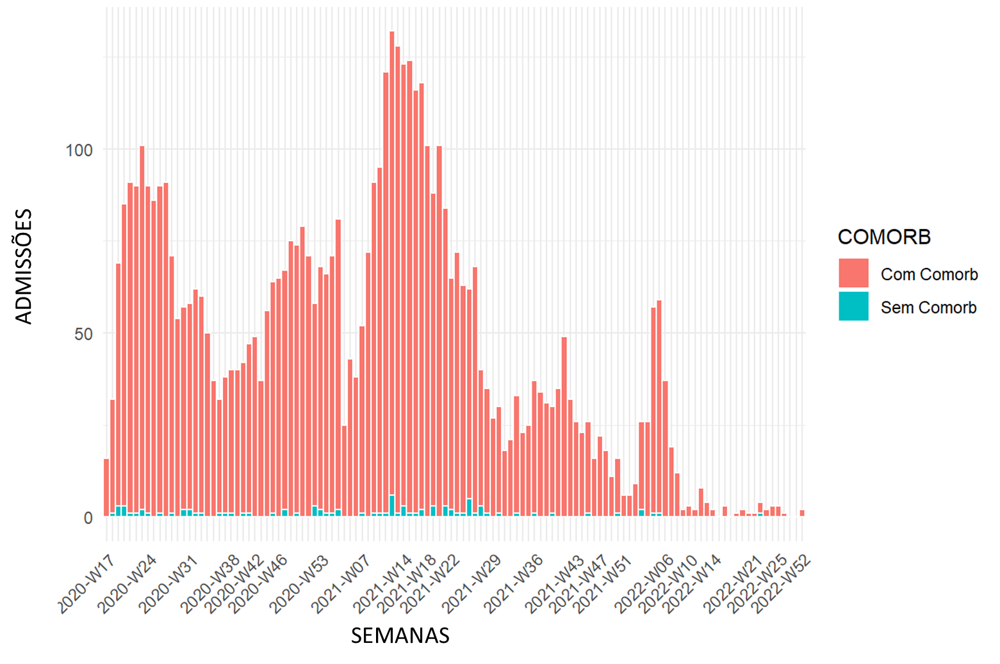 ADMISSÕES
100
50
0
2020-W17
2020-W24
2020-W31
2020-W38
2020-W42
2020-W46
2020-W53
2021-W07
2021-W14
2021-W18
2021-W22
2021-W29
2021-W36
2021-W43
2021-W47
2021-W51
2022-W06
2022-W10
2022-W14
2022-W21
2022-W25
2022-W52
SEMANAS
COMORB
Com Comorb
Sem Comorb